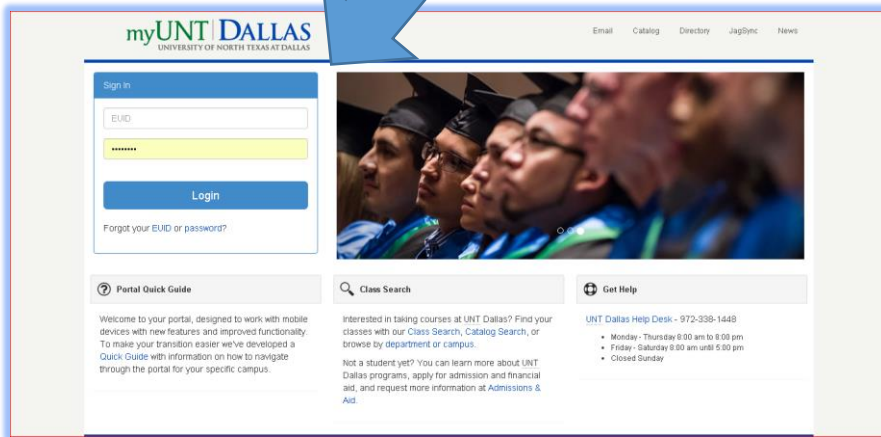 myUNT DALLAS
UNIVERSITY OF NORTH TEXAS AT DALLAS
Email Catalog Directory JagSync News
Sign In
EUID
••••••••
Login
Forgot your EUID or password?
Portal Quick Guide
Welcome to your portal, designed to work with mobile
devices with new features and improved functionality.
To make your transition easier we've developed a
Quick Guide with information on how to navigate
through the portal for your specific campus.
Class Search
Interested in taking courses at UNT Dallas? Find your
classes with our Class Search, Catalog Search, or
browse by department or campus.
Not a student yet? You can learn more about UNT
Dallas programs, apply for admission and financial
aid, and request more information at Admissions &
Aid.
Get Help
UNT Dallas Help Desk - 972-338-1448
Monday - Thursday 8:00 am to 8:00 pm
Friday - Saturday 8:00 am until 5:00 pm
Closed Sunday